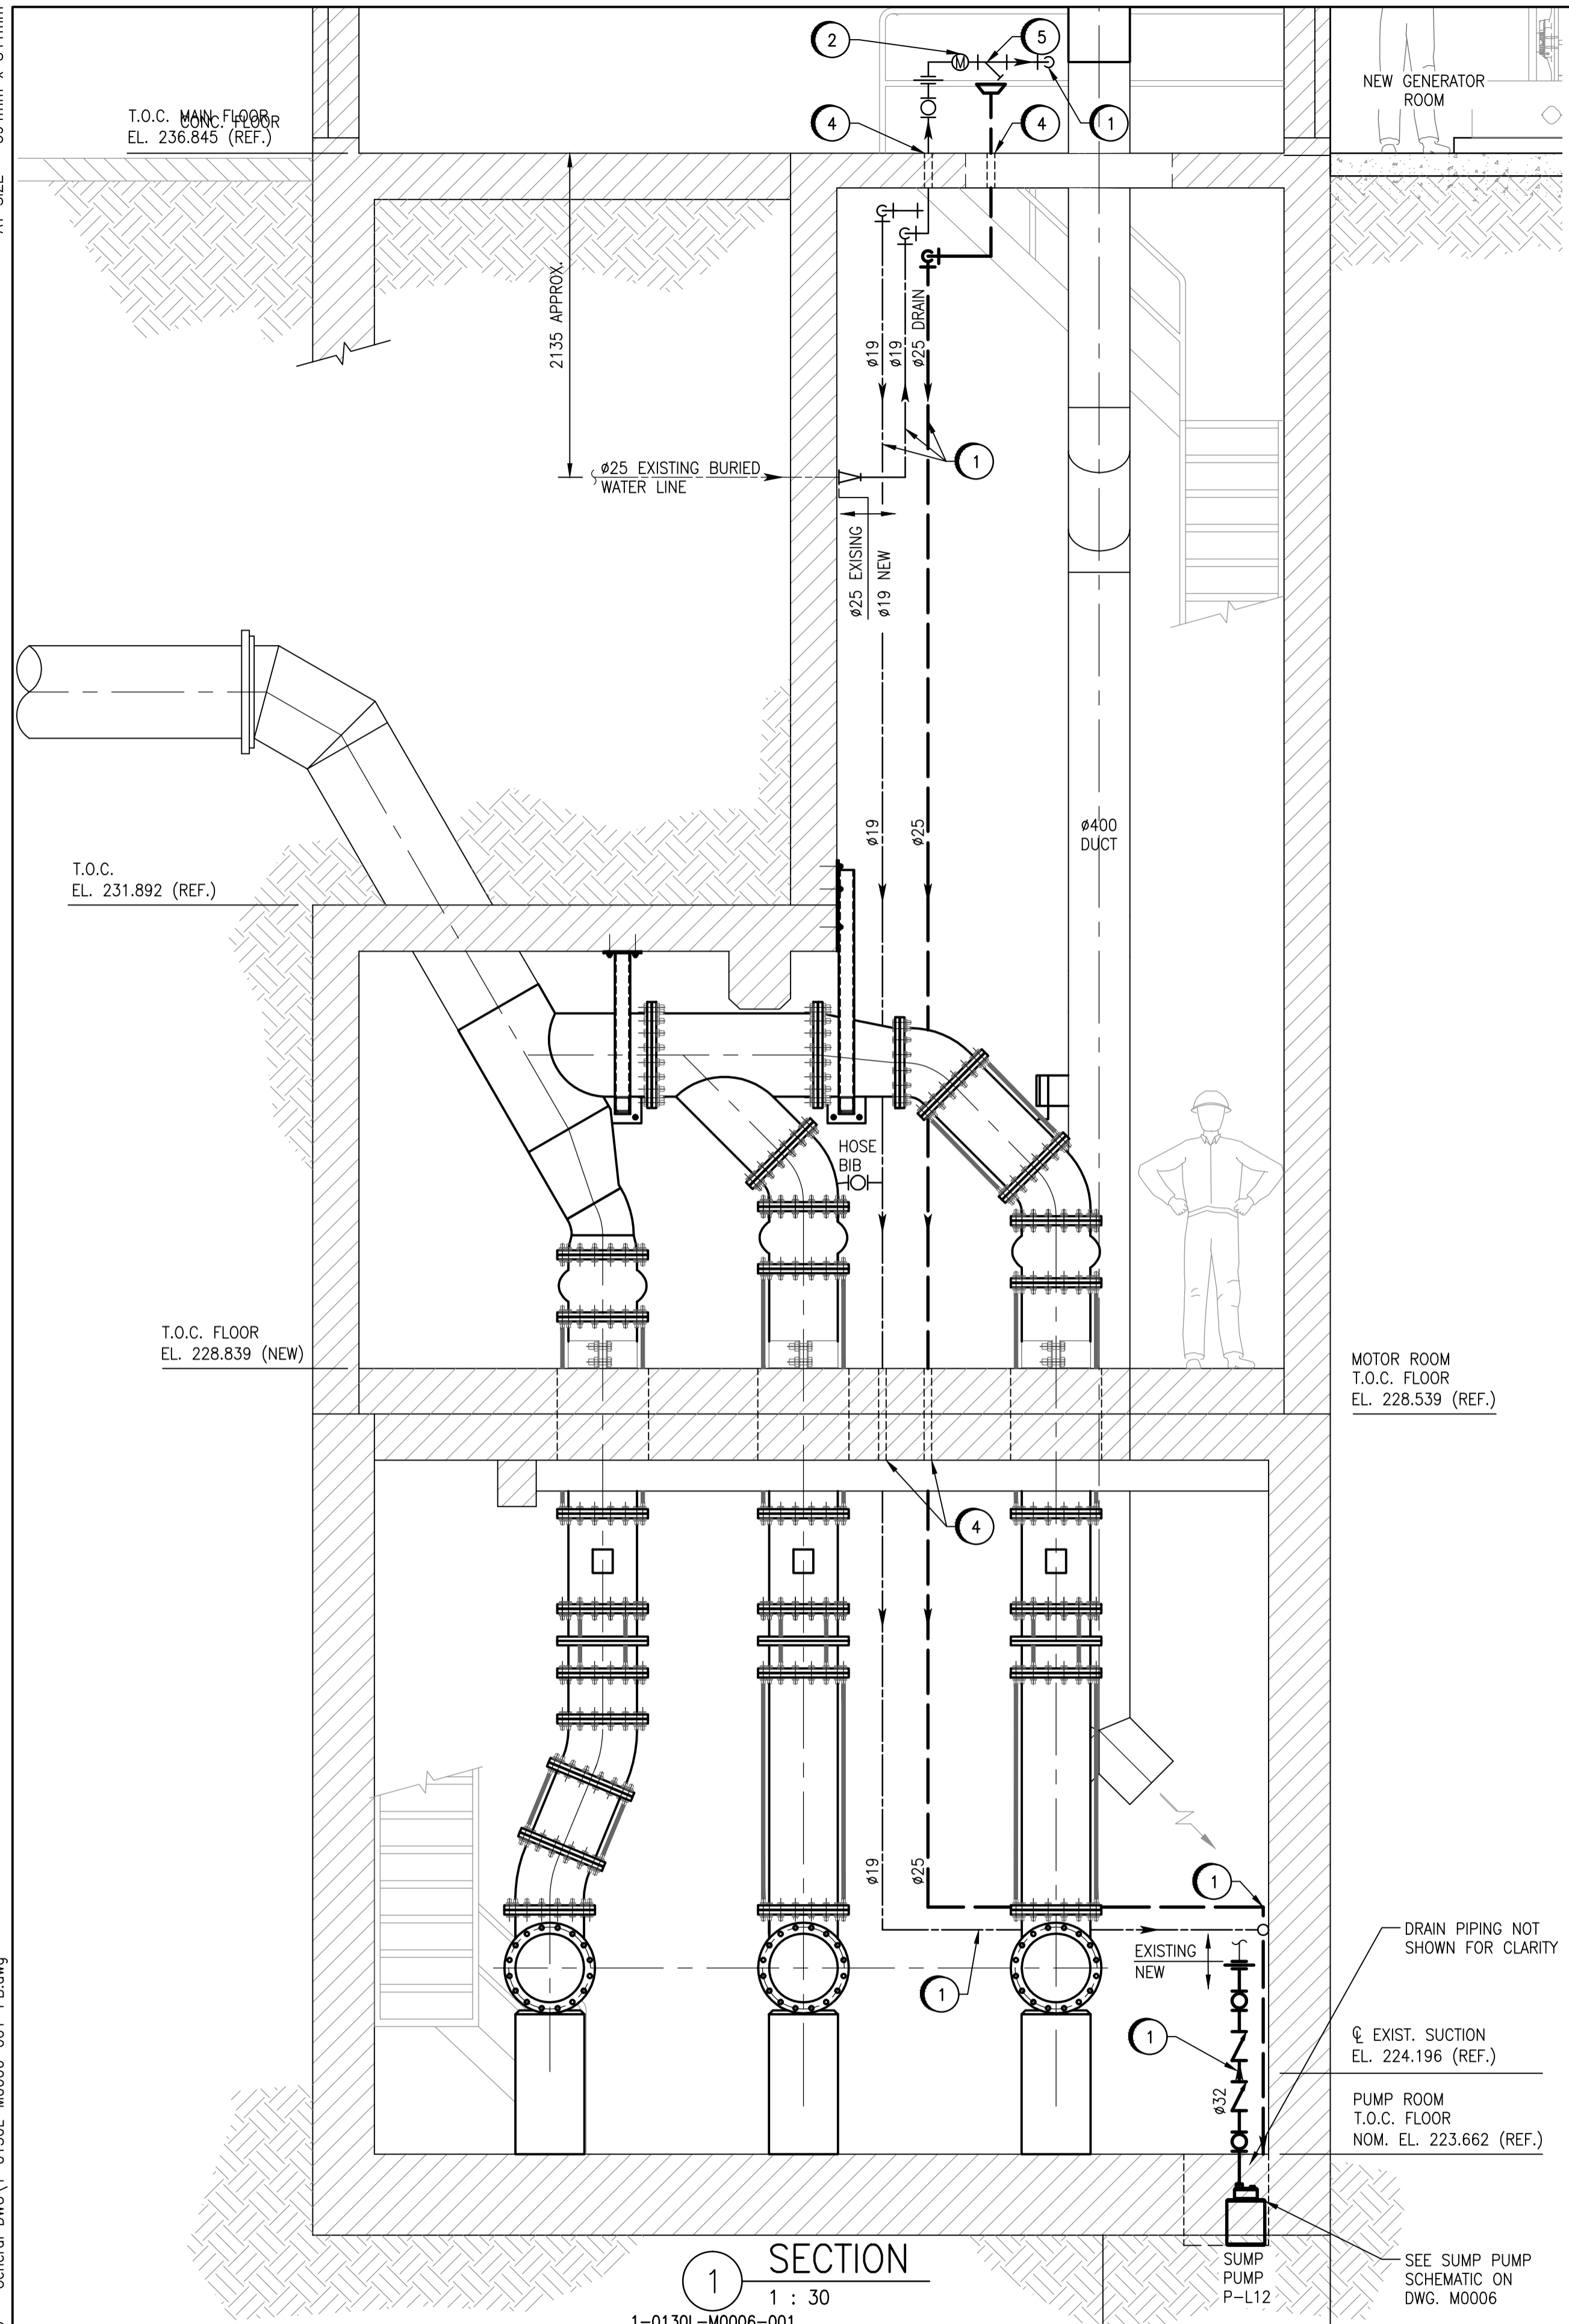 2
5
M
NEW GENERATOR
ROOM
T.O.C. MAIN FLOOR
CONC. FLOOR
EL. 236.845 (REF.)
4
4
1
2135 APPROX.
ø19
ø19
ø25 DRAIN
1
ø25 EXISTING BURIED
WATER LINE
ø25 EXISING
ø19 NEW
ø19
ø25
ø400
DUCT
T.O.C.
EL. 231.892 (REF.)
HOSE
BIB
T.O.C. FLOOR
EL. 228.839 (NEW)
MOTOR ROOM
T.O.C. FLOOR
EL. 228.539 (REF.)
4
ø19
ø25
1
DRAIN PIPING NOT
SHOWN FOR CLARITY
EXISTING
NEW
1
1
℄ EXIST. SUCTION
EL. 224.196 (REF.)
ø32
PUMP ROOM
T.O.C. FLOOR
NOM. EL. 223.662 (REF.)
1 SECTION
1 : 30
1-0130L-M0006-001
SUMP
PUMP
P-L12
SEE SUMP PUMP
SCHEMATIC ON
DWG. M0006